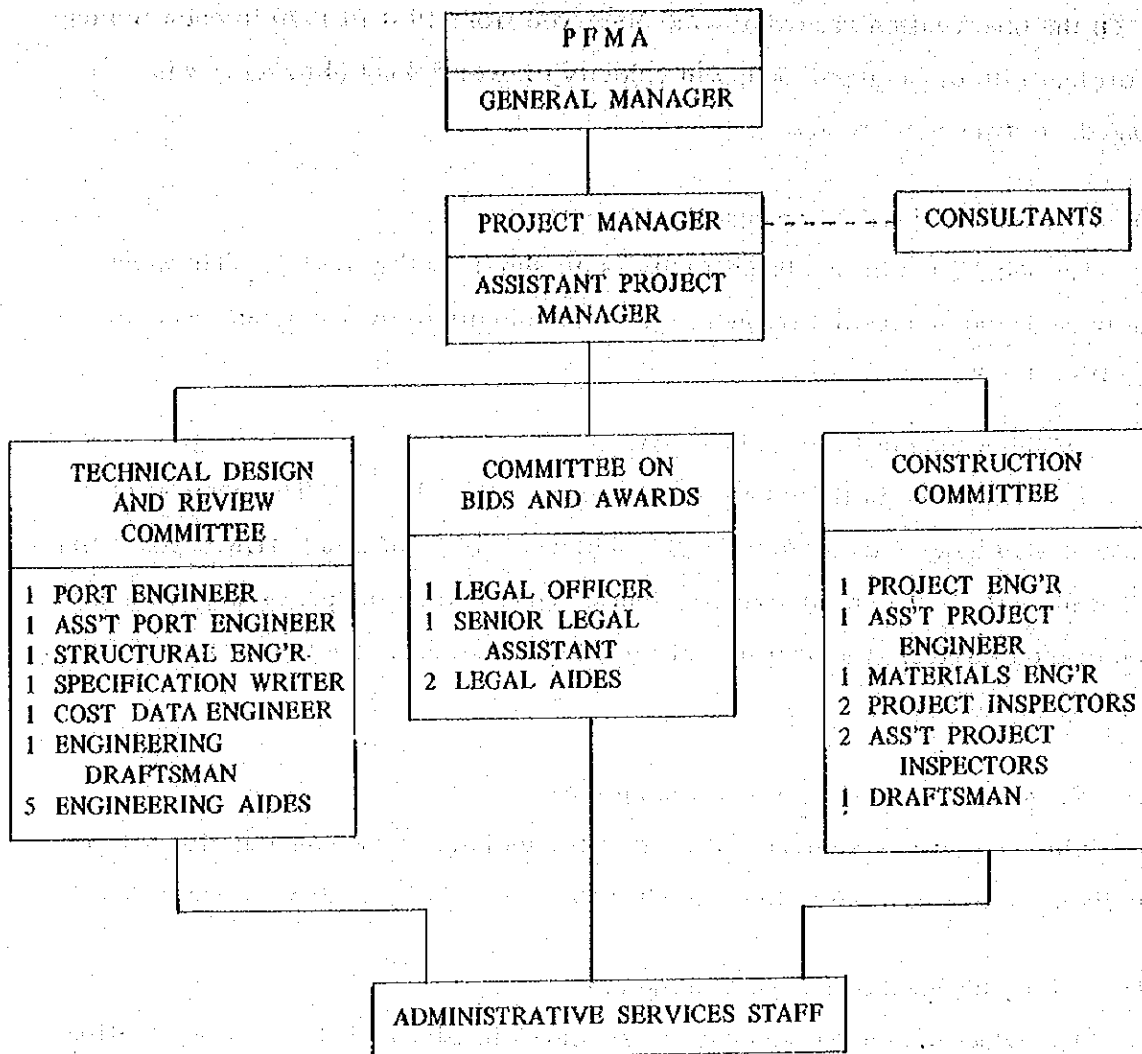 PFMA
GENERAL MANAGER
PROJECT MANAGER
CONSULTANTS
ASSISTANT PROJECT
MANAGER
TECHNICAL DESIGN
AND REVIEW
COMMITTEE
1 PORT ENGINEER
1 ASS'T PORT ENGINEER
1 STRUCTURAL ENG'R.
1 SPECIFICATION WRITER
1 COST DATA ENGINEER
1 ENGINEERING
DRAFTSMAN
5 ENGINEERING AIDES
COMMITTEE ON
BIDS AND AWARDS
1 LEGAL OFFICER
1 SENIOR LEGAL
ASSISTANT
2 LEGAL AIDES
CONSTRUCTION
COMMITTEE
1 PROJECT ENG'R
1 ASS'T PROJECT
ENGINEER
1 MATERIALS ENG'R
2 PROJECT INSPECTORS
2 ASS'T PROJECT
INSPECTORS
1 DRAFTSMAN
ADMINISTRATIVE SERVICES STAFF